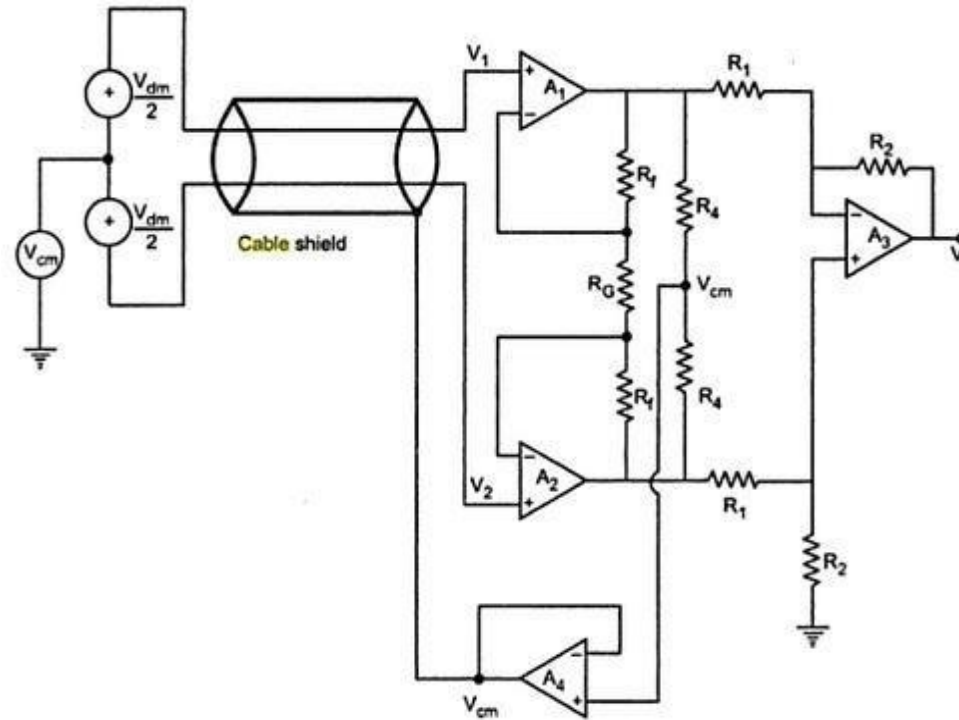 V1
A1
R1
Vdm
2
Rf
R2
R4
Vdm
2
A3
V
Cable shield
Vcm
RG
Vcm
Rf
R4
V2
A2
R1
R2
A4
Vcm